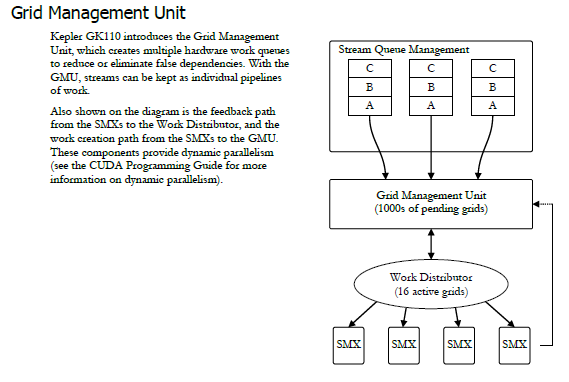 Grid Management Unit
Kepler GK110 introduces the Grid Management
Unit, which creates multiple hardware work queues
to reduce or eliminate false dependencies. With the
GMU, streams can be kept as individual pipelines
of work.
Also shown on the diagram is the feedback path
from the SMXs to the Work Distributor, and the
work creation path from the SMXs to the GMU.
These components provide dynamic parallelism
(see the CUDA Programming Guide for more
information on dynamic parallelism).
Stream Queue Management
C C C
B B B
A A A
Grid Management Unit
(1000s of pending grids)
Work Distributor
(16 active grids)
SMX SMX SMX SMX